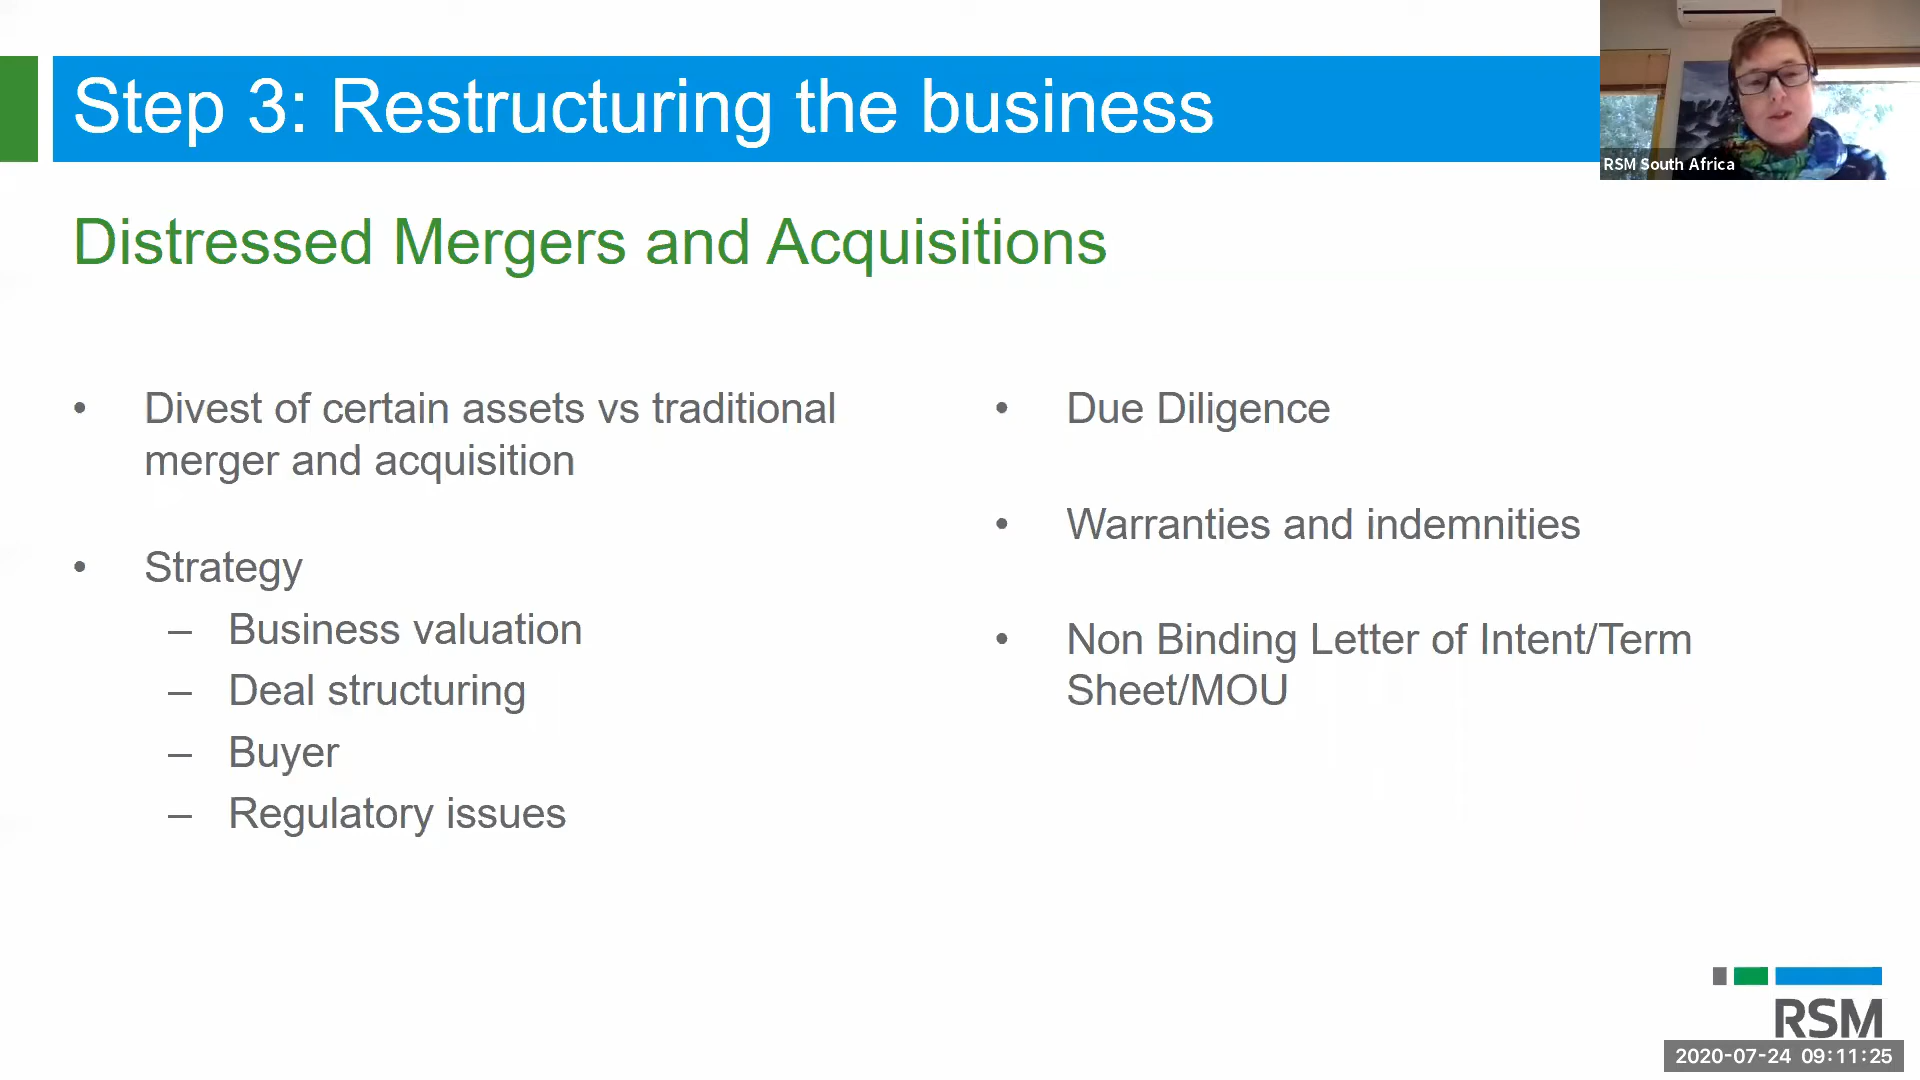 Step 3: Restructuring the business
RSM South Africa
Distressed Mergers and Acquisitions
• Divest of certain assets vs traditional
merger and acquisition
• Strategy
– Business valuation
– Deal structuring
– Buyer
– Regulatory issues
• Due Diligence
• Warranties and indemnities
• Non Binding Letter of Intent/Term
Sheet/MOU
RSM
2020-07-24 09:11:25